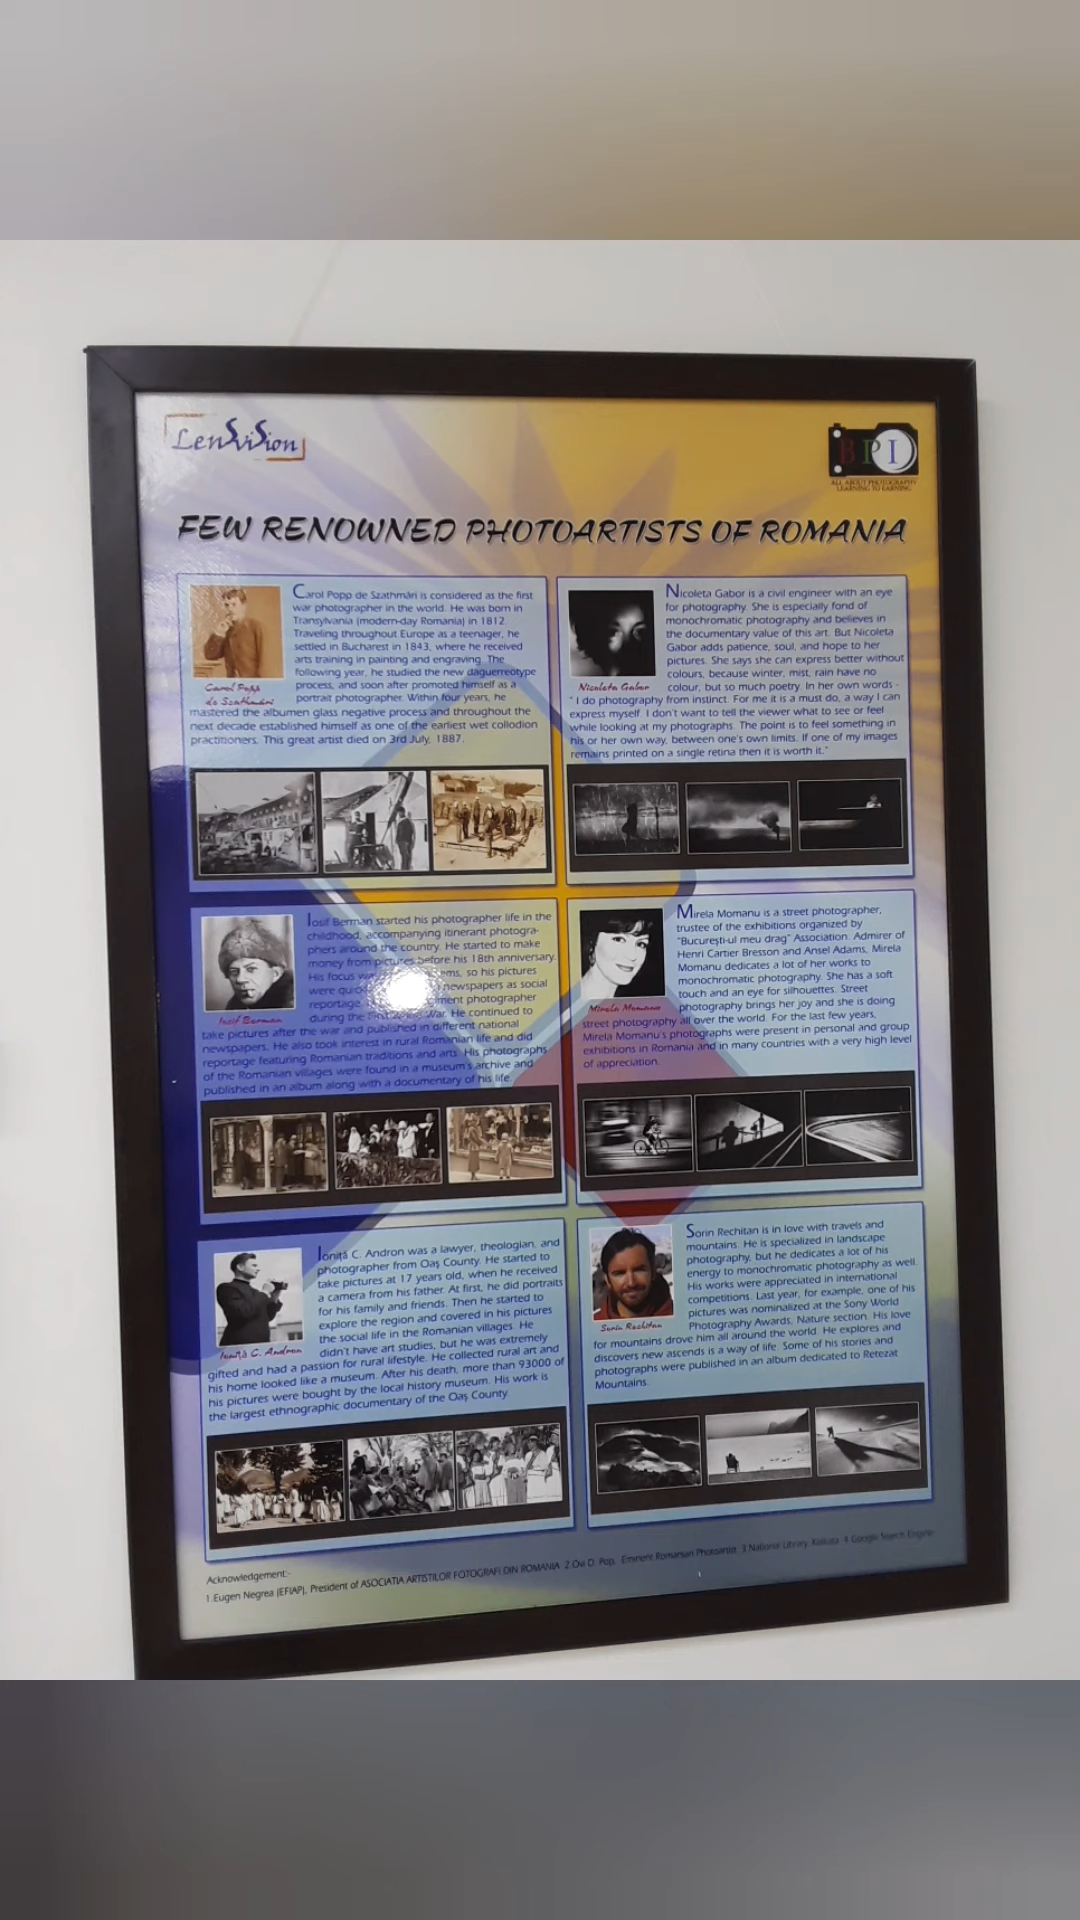 LenSviSion
BPI
ALL ABOUT PHOTOGRAPHY
LEARNING TO EARNING
FEW RENOWNED PHOTOARTISTS OF ROMANIA
Carol Popp de Szathmári is considered as the first
war photographer in the world. He was born in
Transylvania (modern-day Romania) in 1812.
Traveling throughout Europe as a teenager, he
settled in Bucharest in 1843, where he received
arts training in painting and engraving. The
following year, he studied the new daguerreotype
process, and soon after promoted himself as a
portrait photographer. Within four years, he
mastered the albumen glass negative process and throughout the
next decade established himself as one of the earliest wet collodion
practitioners. This great artist died on 3rd July, 1887.
Carol Popp
de Szathmári
Nicoleta Gabor is a civil engineer with an eye
for photography. She is especially fond of
monochromatic photography and believes in
the documentary value of this art. But Nicoleta
Gabor adds patience, soul, and hope to her
pictures. She says she can express better without
colours, because winter, mist, rain have no
colour, but so much poetry. In her own words -
" I do photography from instinct. For me it is a must do, a way I can
express myself. I don't want to tell the viewer what to see or feel
while looking at my photographs. The point is to feel something in
his or her own way, between one's own limits. If one of my images
remains printed on a single retina then it is worth it."
Nicoleta Gabor
Iosif Berman started his photographer life in the
childhood, accompanying itinerant photogra-
phers around the country. He started to make
money from pictures before his 18th anniversary.
His focus was ems, so his pictures
were newspapers as social
reportage. ment photographer
during the First World War. He continued to
take pictures after the war and published in different national
newspapers. He also took interest in rural Romanian life and did
reportage featuring Romanian traditions and arts. His photographs
of the Romanian villages were found in a museum's archive and
published in an album along with a documentary of his life.
Iosif Berman
Mirela Momanu is a street photographer,
trustee of the exhibitions organized by
"Bucureşti-ul meu drag" Association. Admirer of
Henri Cartier Bresson and Ansel Adams, Mirela
Momanu dedicates a lot of her works to
monochromatic photography. She has a soft
touch and an eye for silhouettes. Street
photography brings her joy and she is doing
street photography all over the world. For the last few years,
Mirela Momanu's photographs were present in personal and group
exhibitions in Romania and in many countries with a very high level
of appreciation.
Mirela Momanu
Ioniţă C. Andron was a lawyer, theologian, and
photographer from Oaş County. He started to
take pictures at 17 years old, when he received
a camera from his father. At first, he did portraits
for his family and friends. Then he started to
explore the region and covered in his pictures
the social life in the Romanian villages. He
didn't have art studies, but he was extremely
gifted and had a passion for rural lifestyle. He collected rural art and
his home looked like a museum. After his death, more than 93000 of
his pictures were bought by the local history museum. His work is
the largest ethnographic documentary of the Oaş County.
Ioniţă C. Andron
Sorin Rechitan is in love with travels and
mountains. He is specialized in landscape
photography, but he dedicates a lot of his
energy to monochromatic photography as well.
His works were appreciated in international
competitions. Last year, for example, one of his
pictures was nominalized at the Sony World
Photography Awards, Nature section. His love
for mountains drove him all around the world. He explores and
discovers new ascends is a way of life. Some of his stories and
photographs were published in an album dedicated to Retezat
Mountains.
Sorin Rechitan
Acknowledgement:-
1.Eugen Negrea (EFIAP), President of ASOCIATIA ARTISTILOR FOTOGRAFI DIN ROMANIA 2.Ovi D. Pop, Eminent Romanian Photoartist 3.National Library, Kolkata 4.Google Search Engine